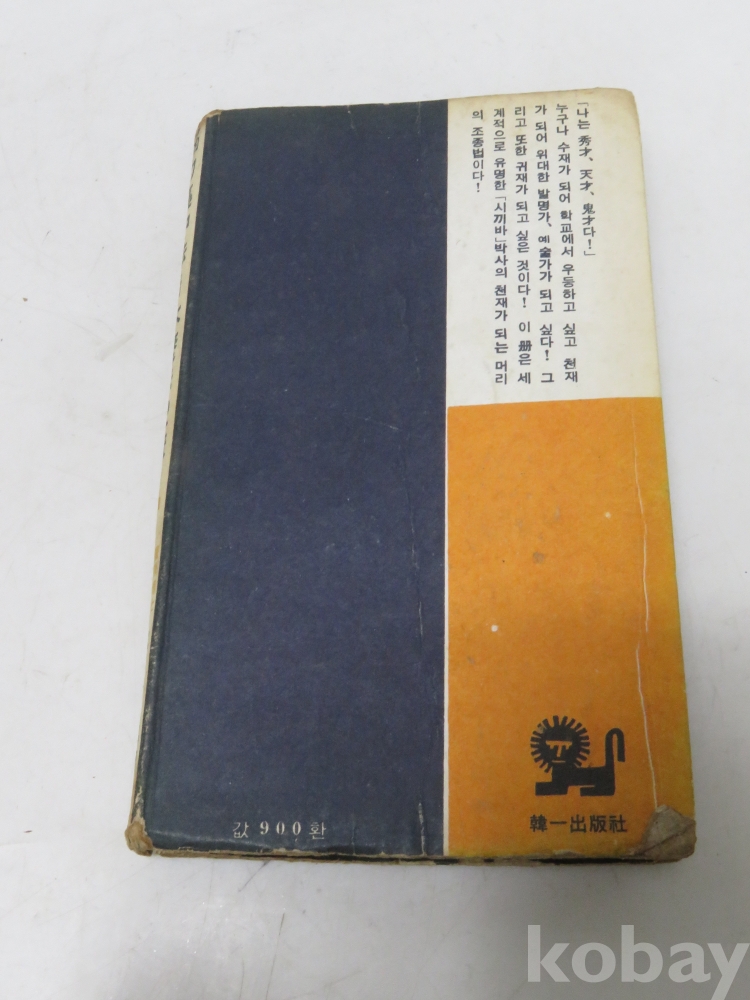 「나는 秀才、天才、鬼才다!」
누구나 수재가 되어 학교에서 우등하고 싶고 천재
가 되어 위대한 발명가、예술가가 되고 싶다! 그
리고 또한 귀재가 되고 싶은 것이다! 이 册은 세
계적으로 유명한 「시끼바」박사의 천재가 되는 머리
의 조종법이다!
값 900환
韓一出版社
kobay